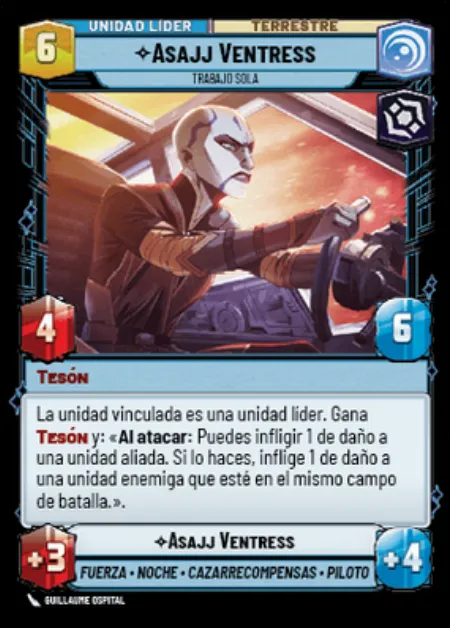 UNIDAD LÍDER
TERRESTRE
6
ASAJJ VENTRESS
TRABAJO SOLA
4
6
TESÓN
La unidad vinculada es una unidad líder. Gana
TESÓN y: «Al atacar: Puedes infligir 1 de daño a
una unidad aliada. Si lo haces, inflige 1 de daño a
una unidad enemiga que esté en el mismo campo
de batalla.».
ASAJJ VENTRESS
+3
+4
FUERZA • NOCHE • CAZARRECOMPENSAS • PILOTO
GUILLAUME OSPITAL